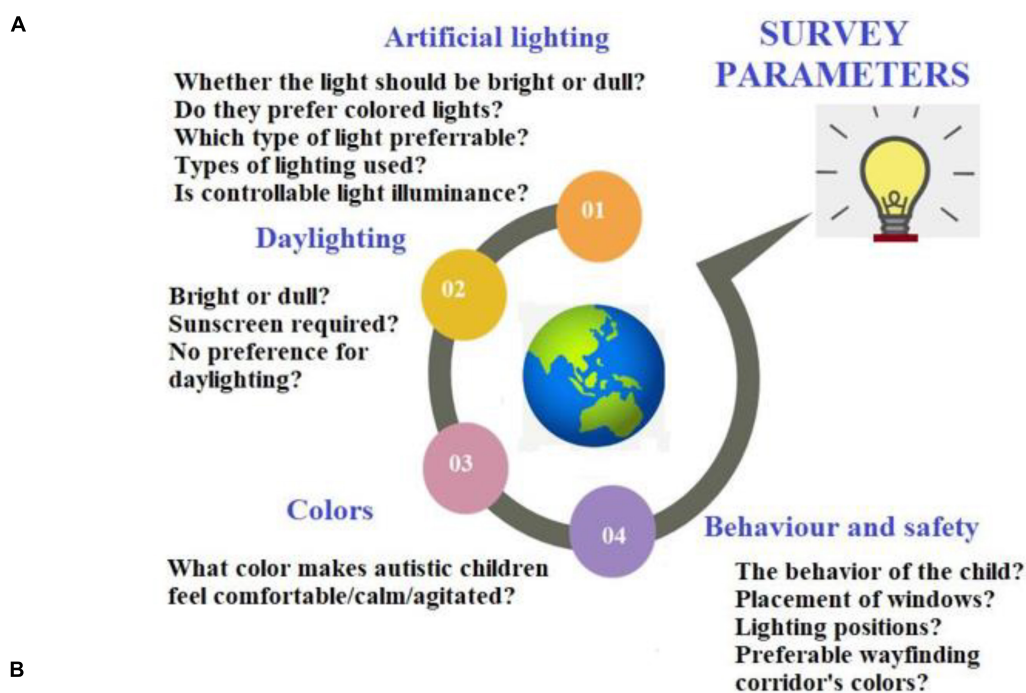 A
Artificial lighting
SURVEY
PARAMETERS
Whether the light should be bright or dull?
Do they prefer colored lights?
Which type of light preferrable?
Types of lighting used?
Is controllable light illuminance?
01
Daylighting
02
Bright or dull?
Sunscreen required?
No preference for
daylighting?
03
Colors
04
Behaviour and safety
What color makes autistic children
feel comfortable/calm/agitated?
The behavior of the child?
Placement of windows?
Lighting positions?
Preferable wayfinding
corridor's colors?
B